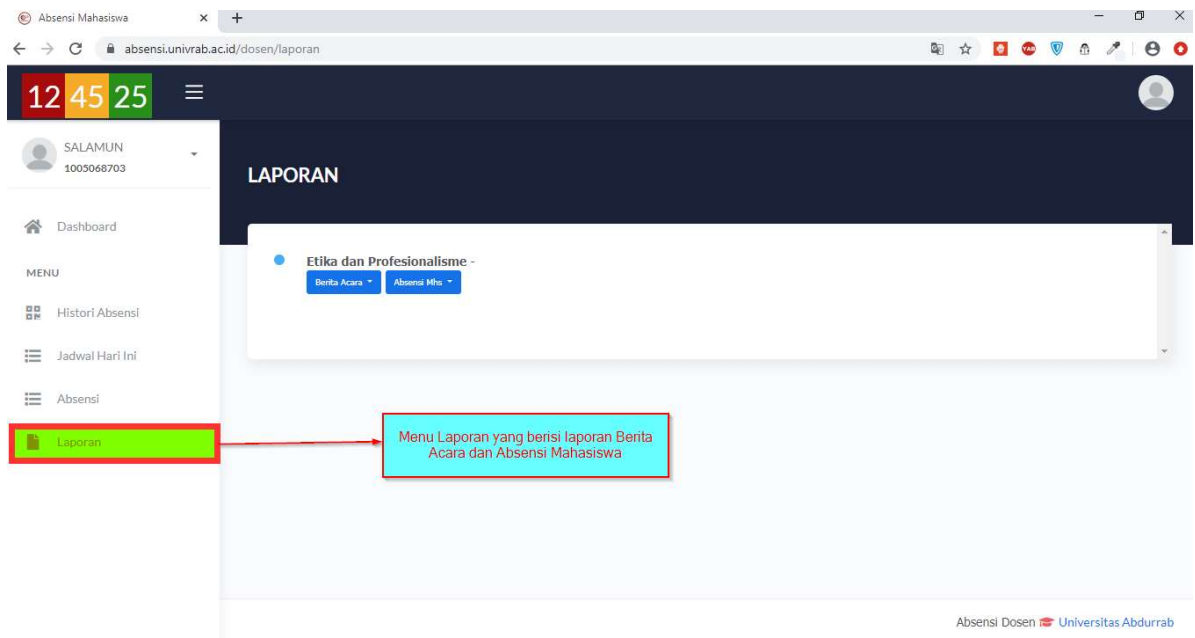 Absensi Mahasiswa
absensi.univrab.ac.id/dosen/laporan
12 45 25
SALAMUN
1005068703
LAPORAN
Dashboard
MENU
Histori Absensi
Jadwal Hari Ini
Absensi
Laporan
Etika dan Profesionalisme -
Berita Acara Absensi Mhs
Menu Laporan yang berisi laporan Berita
Acara dan Absensi Mahasiswa
Absensi Dosen Universitas Abdurrab